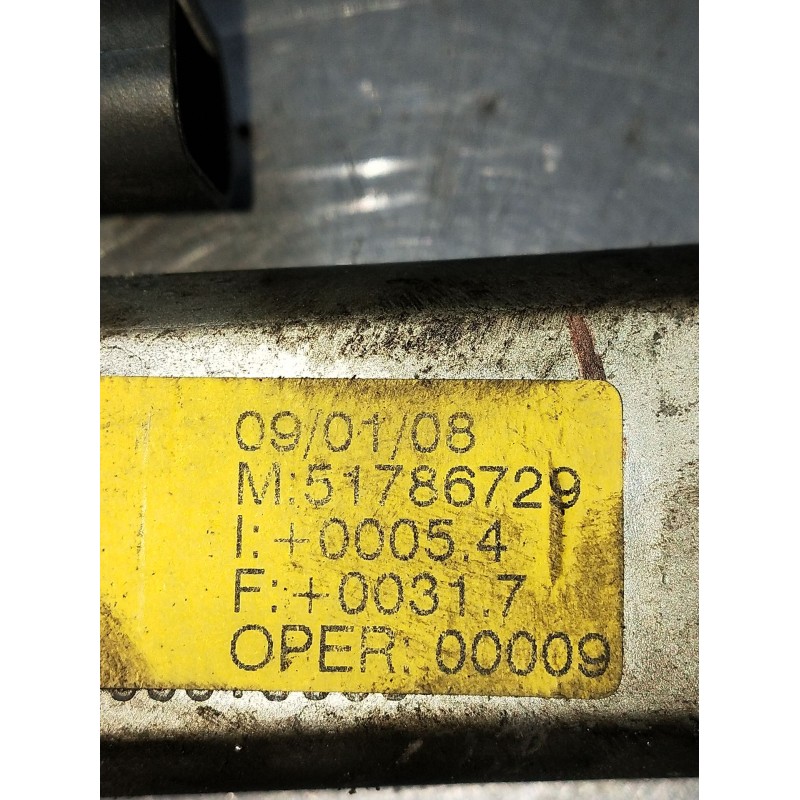 09/01/08
M:51786729
I:+0005.4
F:+0031.7
OPER. 00009